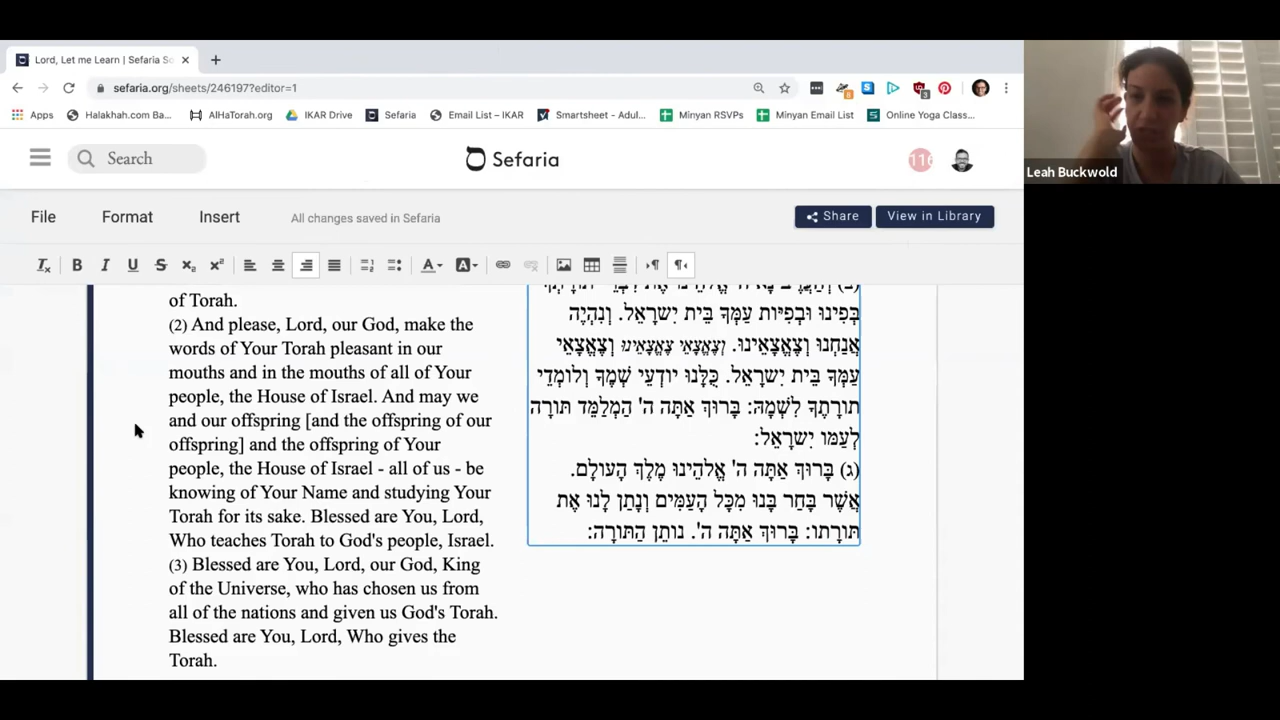 Lord, Let me Learn | Sefaria So
sefaria.org/sheets/246197?editor=1
Apps
Halakhah.com Ba...
AlHaTorah.org
IKAR Drive
Sefaria
Email List – IKAR
Smartsheet - Adul...
Minyan RSVPs
Minyan Email List
Online Yoga Class...
Search
Sefaria
116
File
Format
Insert
All changes saved in Sefaria
Share
View in Library
of Torah.
(2) And please, Lord, our God, make the
words of Your Torah pleasant in our
mouths and in the mouths of all of Your
people, the House of Israel. And may we
and our offspring [and the offspring of our
offspring] and the offspring of Your
people, the House of Israel - all of us - be
knowing of Your Name and studying Your
Torah for its sake. Blessed are You, Lord,
Who teaches Torah to God's people, Israel.
(3) Blessed are You, Lord, our God, King
of the Universe, who has chosen us from
all of the nations and given us God's Torah.
Blessed are You, Lord, Who gives the
Torah.
בְּפִינוּ וּבְפִיּוֹת עַמְּךָ בֵּית יִשְׂרָאֵל. וְנִהְיֶה
אֲנַחְנוּ וְצֶאֱצָאֵינוּ. וְצֶאֱצָאֵי צֶאֱצָאֵינוּ וְצֶאֱצָאֵי
עַמְּךָ בֵּית יִשְׂרָאֵל. כֻּלָּנוּ יוֹדְעֵי שְׁמֶךָ וְלוֹמְדֵי
תוֹרָתֶךָ לִשְׁמָהּ: בָּרוּךְ אַתָּה ה' הַמְלַמֵּד תּוֹרָה
לְעַמּוֹ יִשְׂרָאֵל:
(ג) בָּרוּךְ אַתָּה ה' אֱלֹהֵינוּ מֶלֶךְ הָעוֹלָם.
אֲשֶׁר בָּחַר בָּנוּ מִכָּל הָעַמִּים וְנָתַן לָנוּ אֶת
תּוֹרָתוֹ: בָּרוּךְ אַתָּה ה'. נוֹתֵן הַתּוֹרָה:
Leah Buckwold